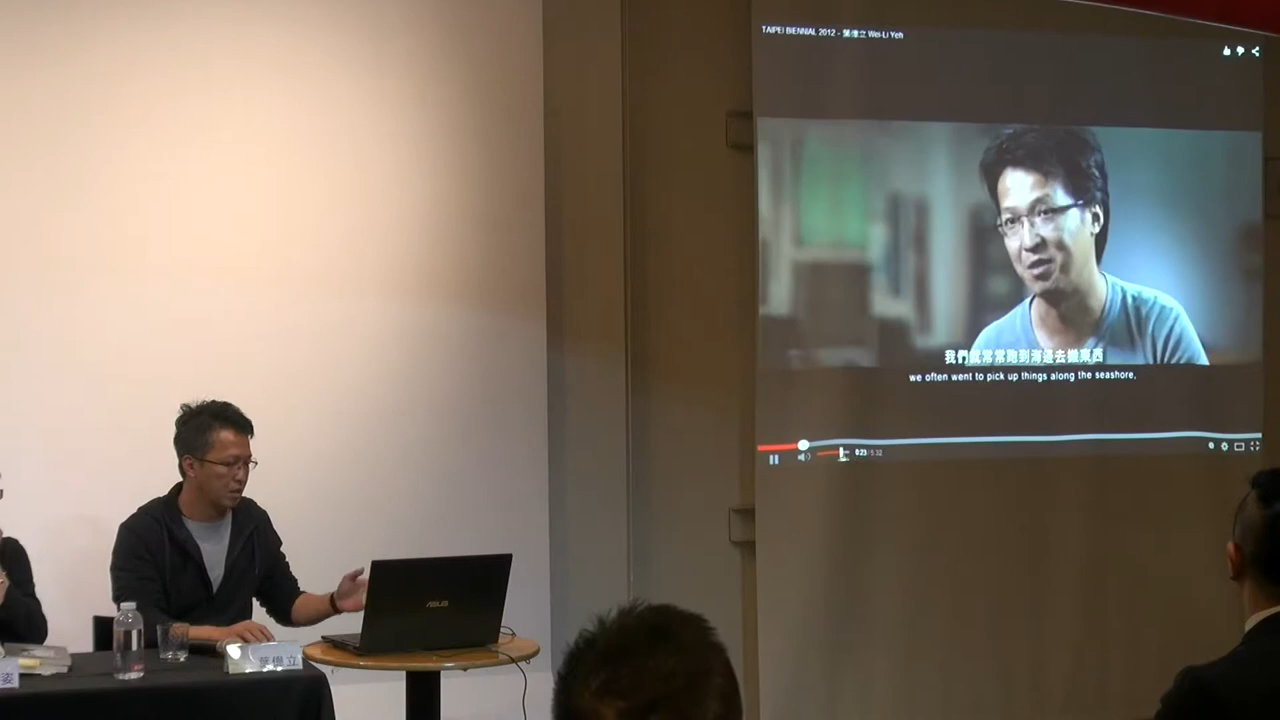 TAIPEI BIENNIAL 2012 - 葉偉立 Wei-Li Yeh
我們就常常跑到海邊去撿東西
we often went to pick up things along the seashore,
0:23 / 5:32
ASUS
葉偉立
姿